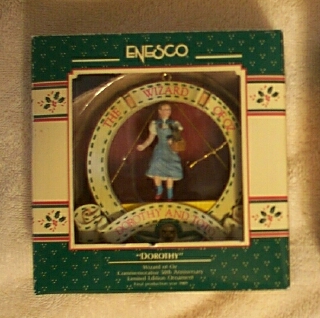 ENESCO
THE WIZARD OF OZ
DOROTHY AND
"DOROTHY"
Wizard of Oz
Commemorative 50th Anniversary
Limited Edition Ornament